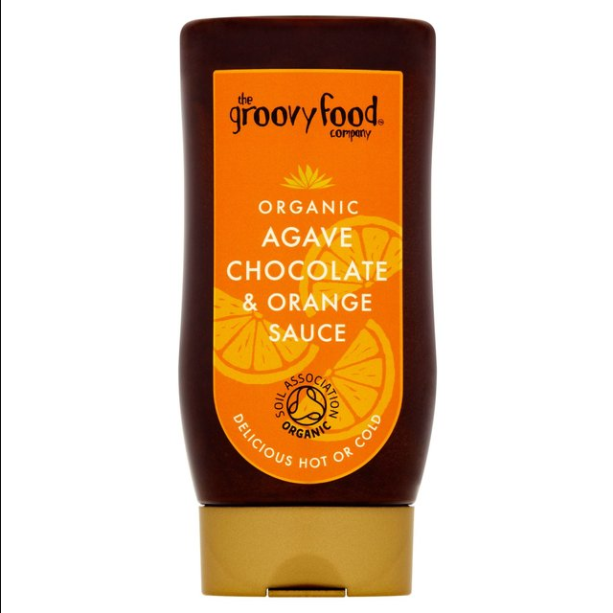 the
groovy food
company
ORGANIC
AGAVE
CHOCOLATE
& ORANGE
SAUCE
SOIL ASSOCIATION
ORGANIC
DELICIOUS HOT OR COLD